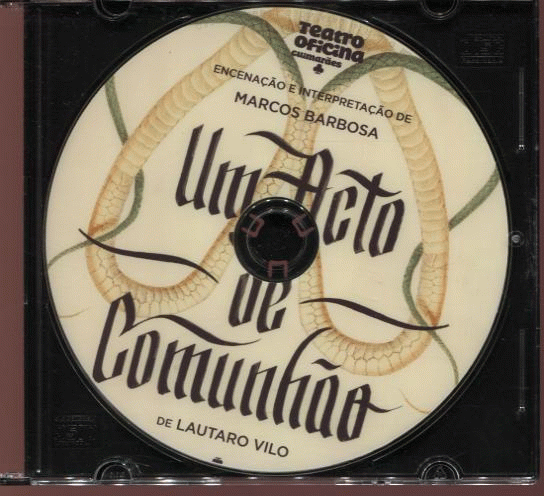 Teatro
Oficina
Guimarães
ENCENAÇÃO E INTERPRETAÇÃO DE
MARCOS BARBOSA
Um Acto
de
Comunhão
DE LAUTARO VILO